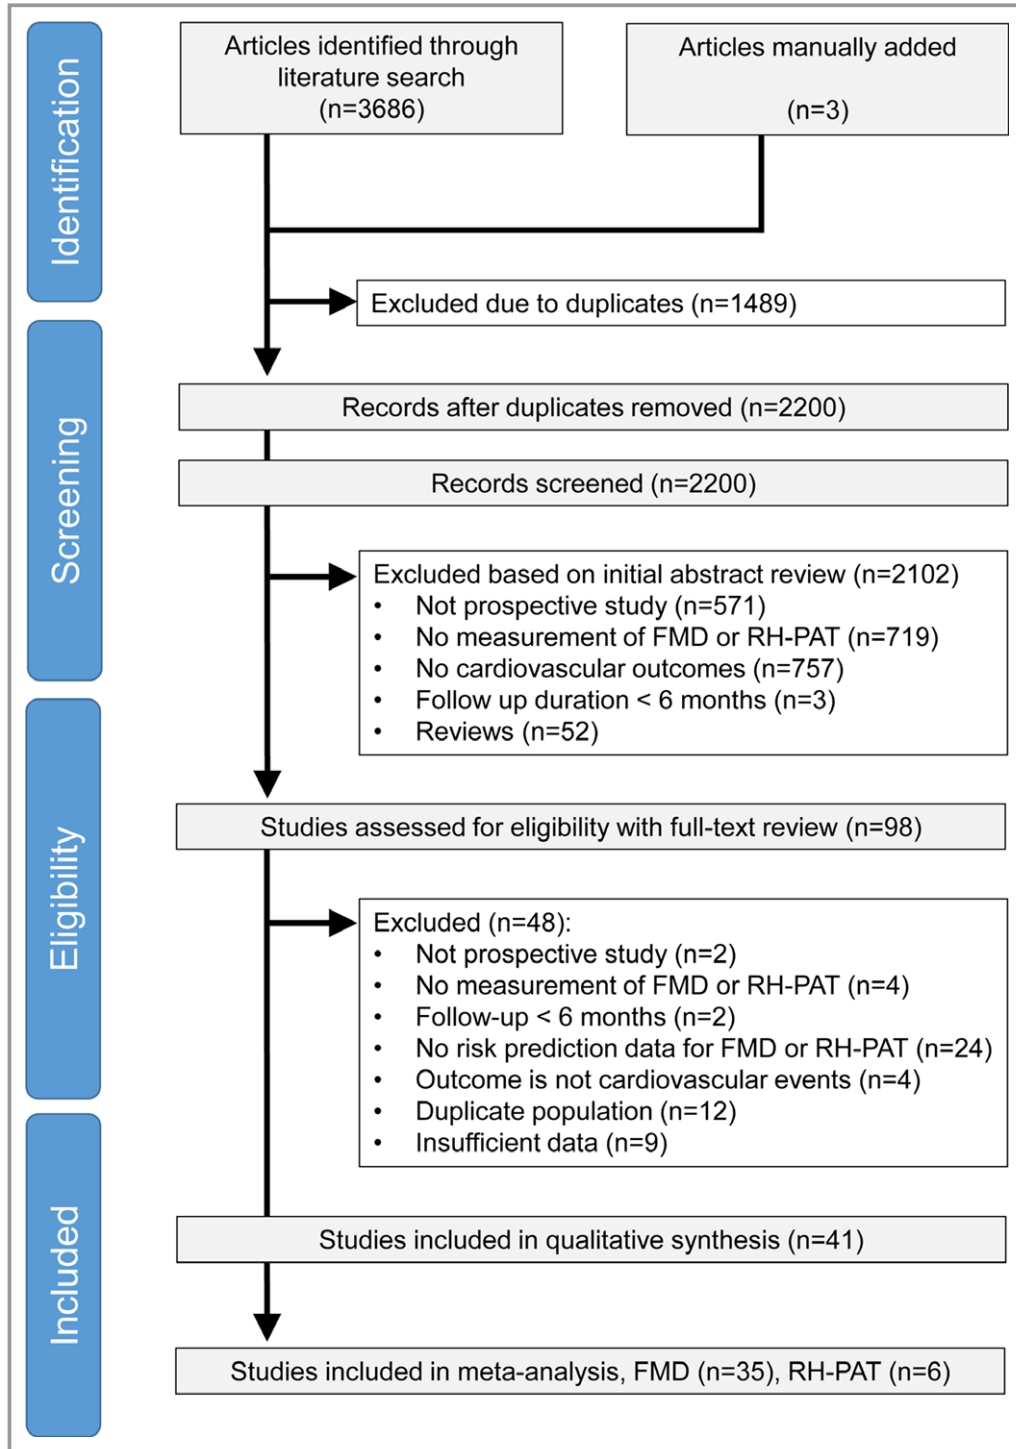 Identification
Articles identified through
literature search
(n=3686)
Articles manually added
(n=3)
Excluded due to duplicates (n=1489)
Screening
Records after duplicates removed (n=2200)
Records screened (n=2200)
Excluded based on initial abstract review (n=2102)
• Not prospective study (n=571)
• No measurement of FMD or RH-PAT (n=719)
• No cardiovascular outcomes (n=757)
• Follow up duration < 6 months (n=3)
• Reviews (n=52)
Eligibility
Studies assessed for eligibility with full-text review (n=98)
Excluded (n=48):
• Not prospective study (n=2)
• No measurement of FMD or RH-PAT (n=4)
• Follow-up < 6 months (n=2)
• No risk prediction data for FMD or RH-PAT (n=24)
• Outcome is not cardiovascular events (n=4)
• Duplicate population (n=12)
• Insufficient data (n=9)
Included
Studies included in qualitative synthesis (n=41)
Studies included in meta-analysis, FMD (n=35), RH-PAT (n=6)